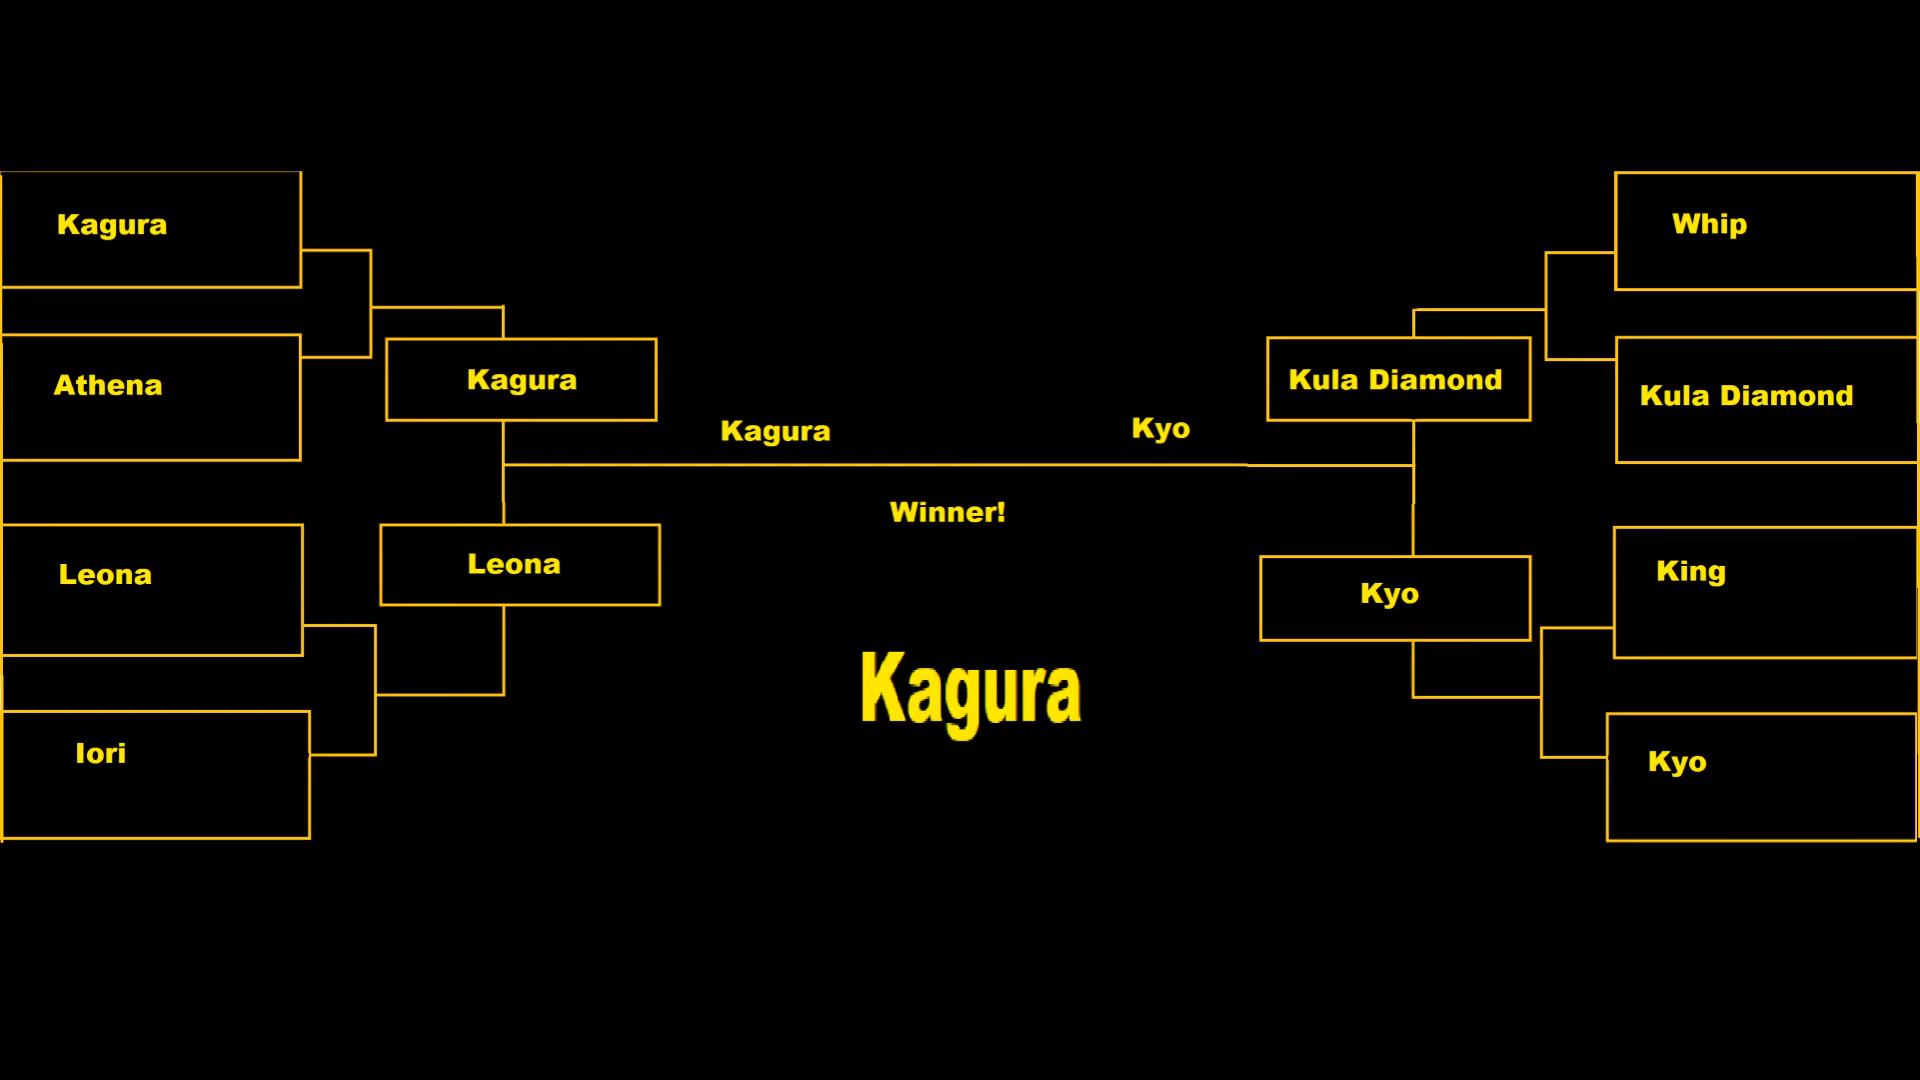 Kagura
Athena
Leona
Iori
Kagura
Leona
Kagura
Kyo
Winner!
Kagura
Kula Diamond
Kyo
Whip
Kula Diamond
King
Kyo